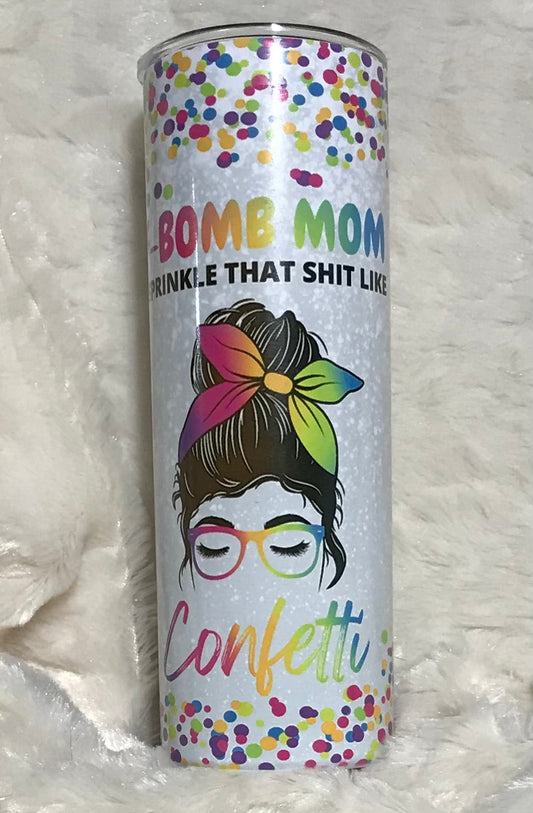 -BOMB MOM
PRINKLE THAT SHIT LIKE
Confetti